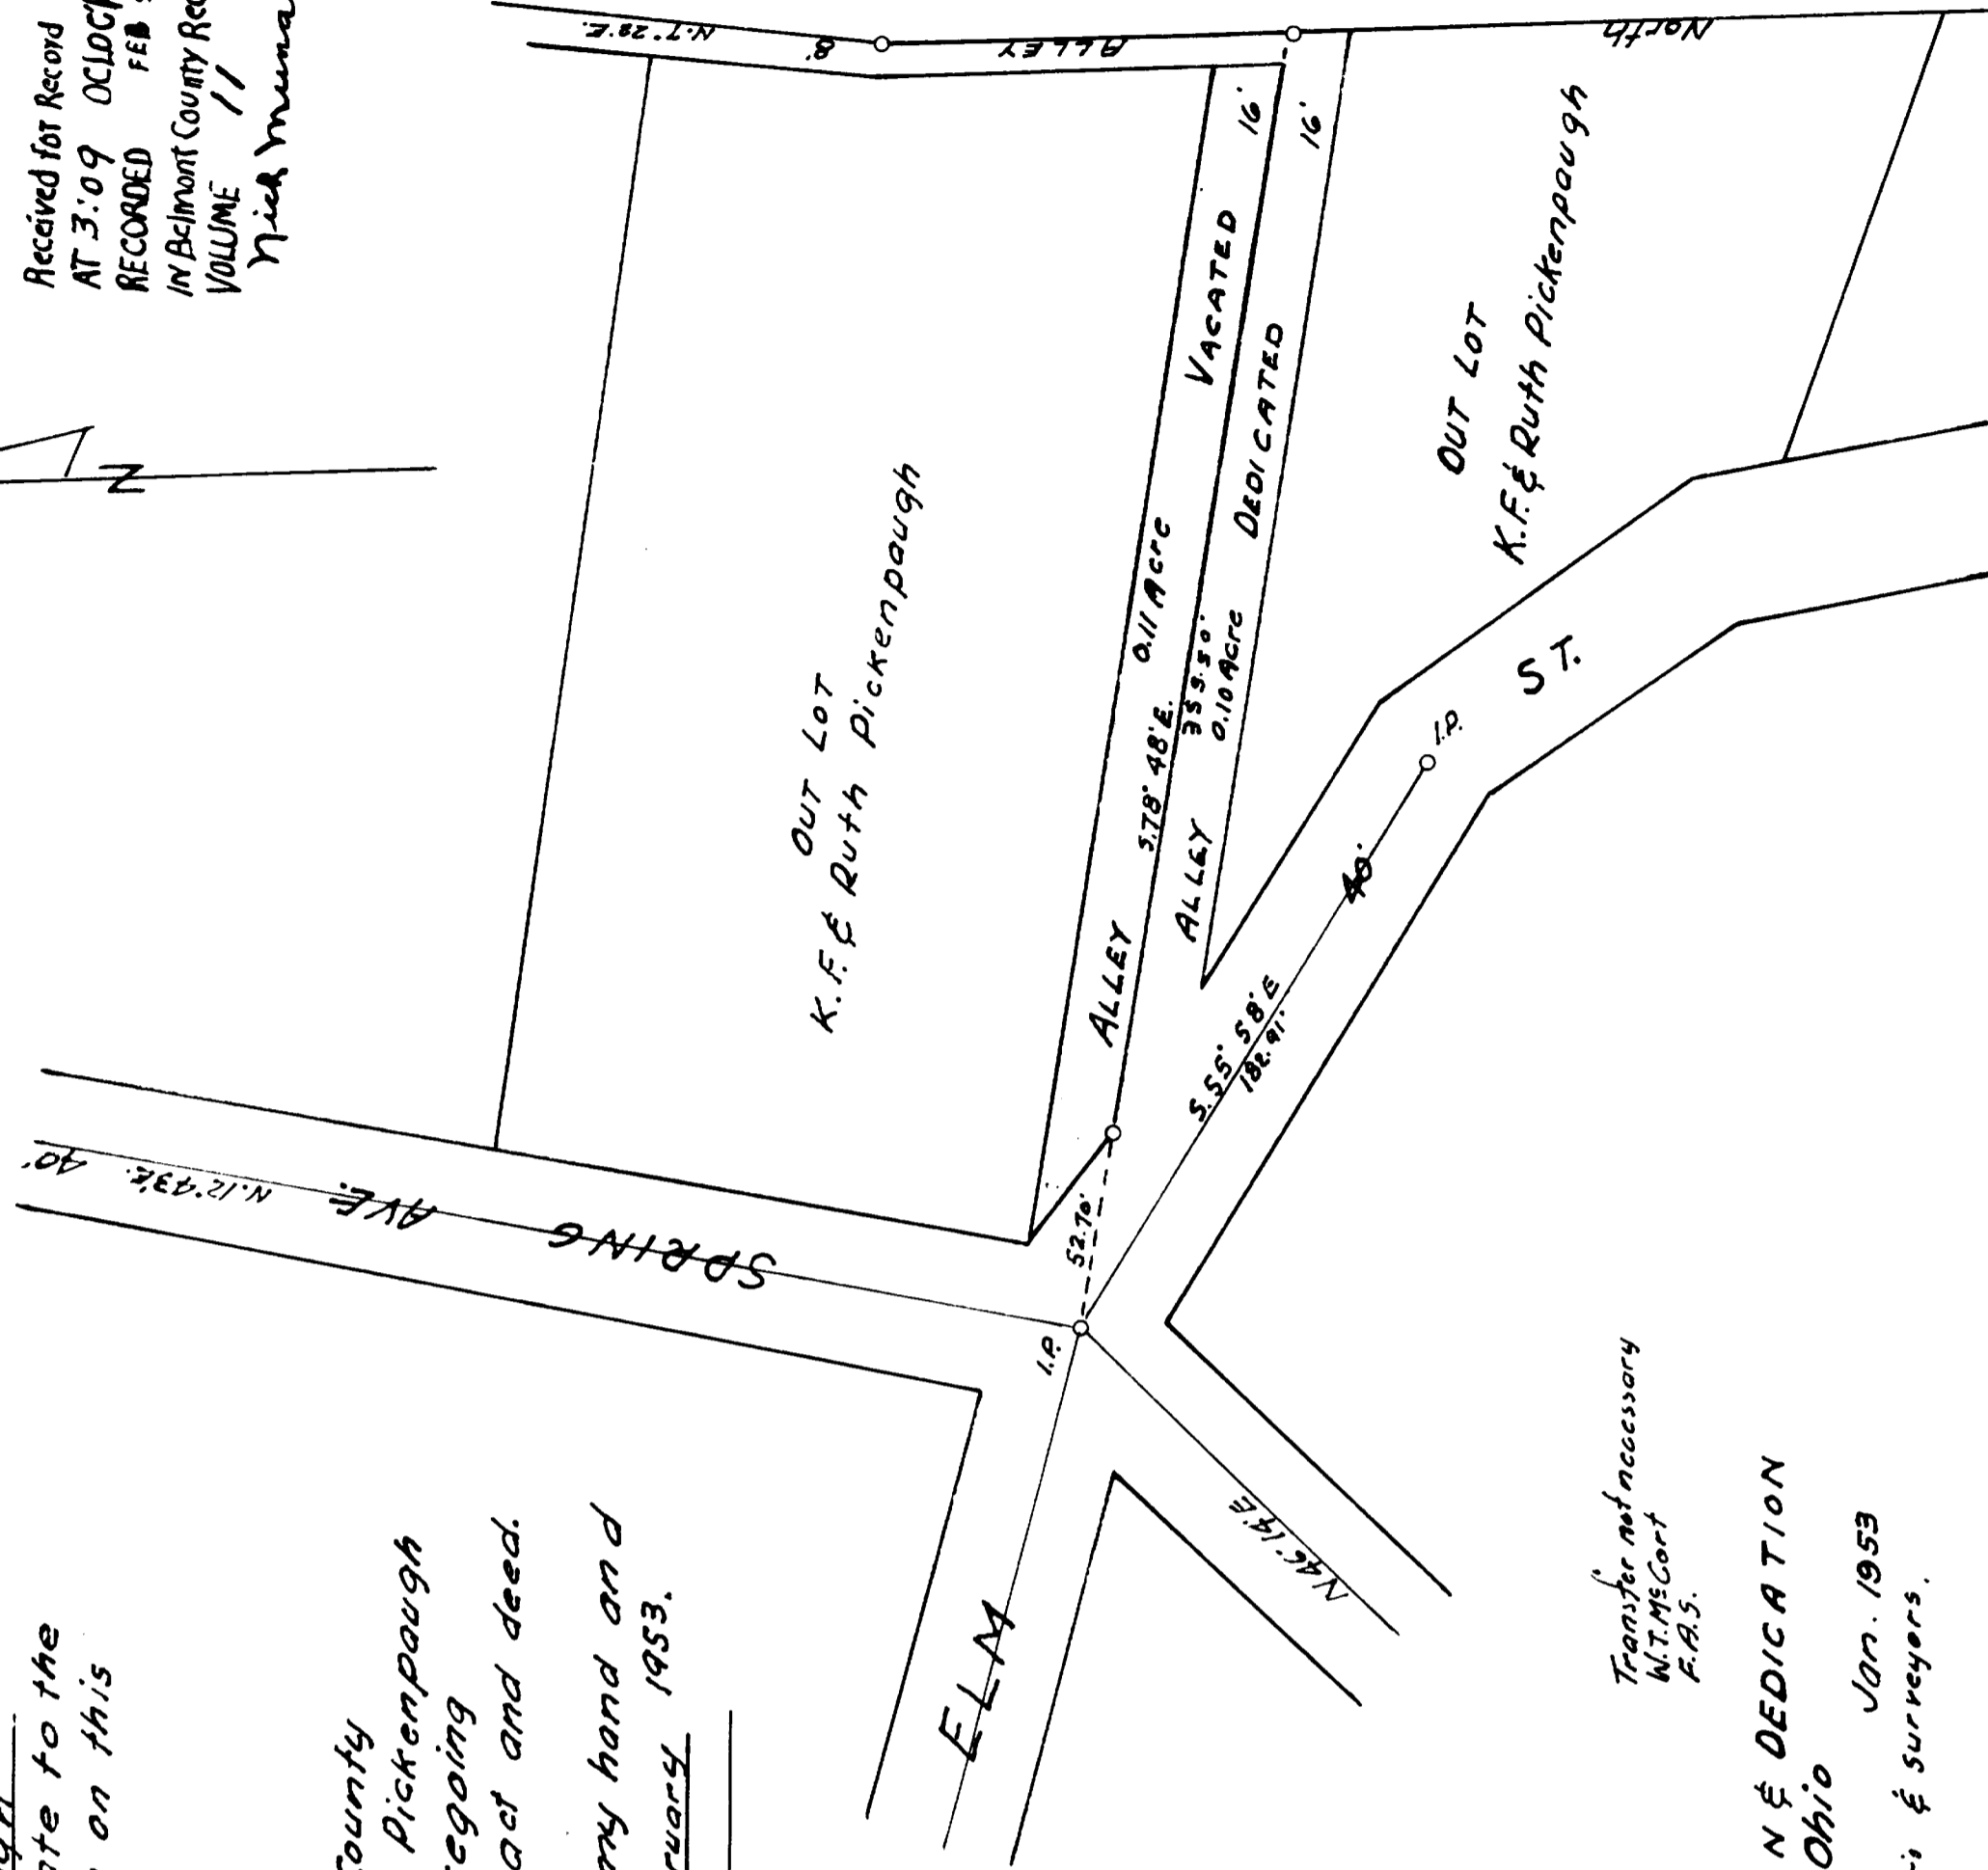 Received for Record
AT 3:09 OCLOCK
RECORDED FEB
IN Belmont County Rec
VOLUME 11
N
N.7°28'E.
8'
ALLEY
North
16'
16'
VACATED
DEDICATED
OUT LOT
K.F.& Ruth Pickenpaugh
OUT LOT
K.F.& Ruth Pickenpaugh
0.11 Acre
ALLEY
S.78°48'E.
355.50'
0.10 Acre
ALLEY
S.55°58'E
182.91'
40'
I.P.
ST.
52.70'
I.P.
40'
N.12°43'E.
SPRING AVE.
ELM
N46°14'E
ate to the
on this
ounty
Pickenpaugh
egoing
act and deed.
my hand and
ruary 1953.
Transfer not necessary
W.T.McCort
F.A.S.
N & DEDICATION
Ohio
Jan. 1953
& Surveyors.